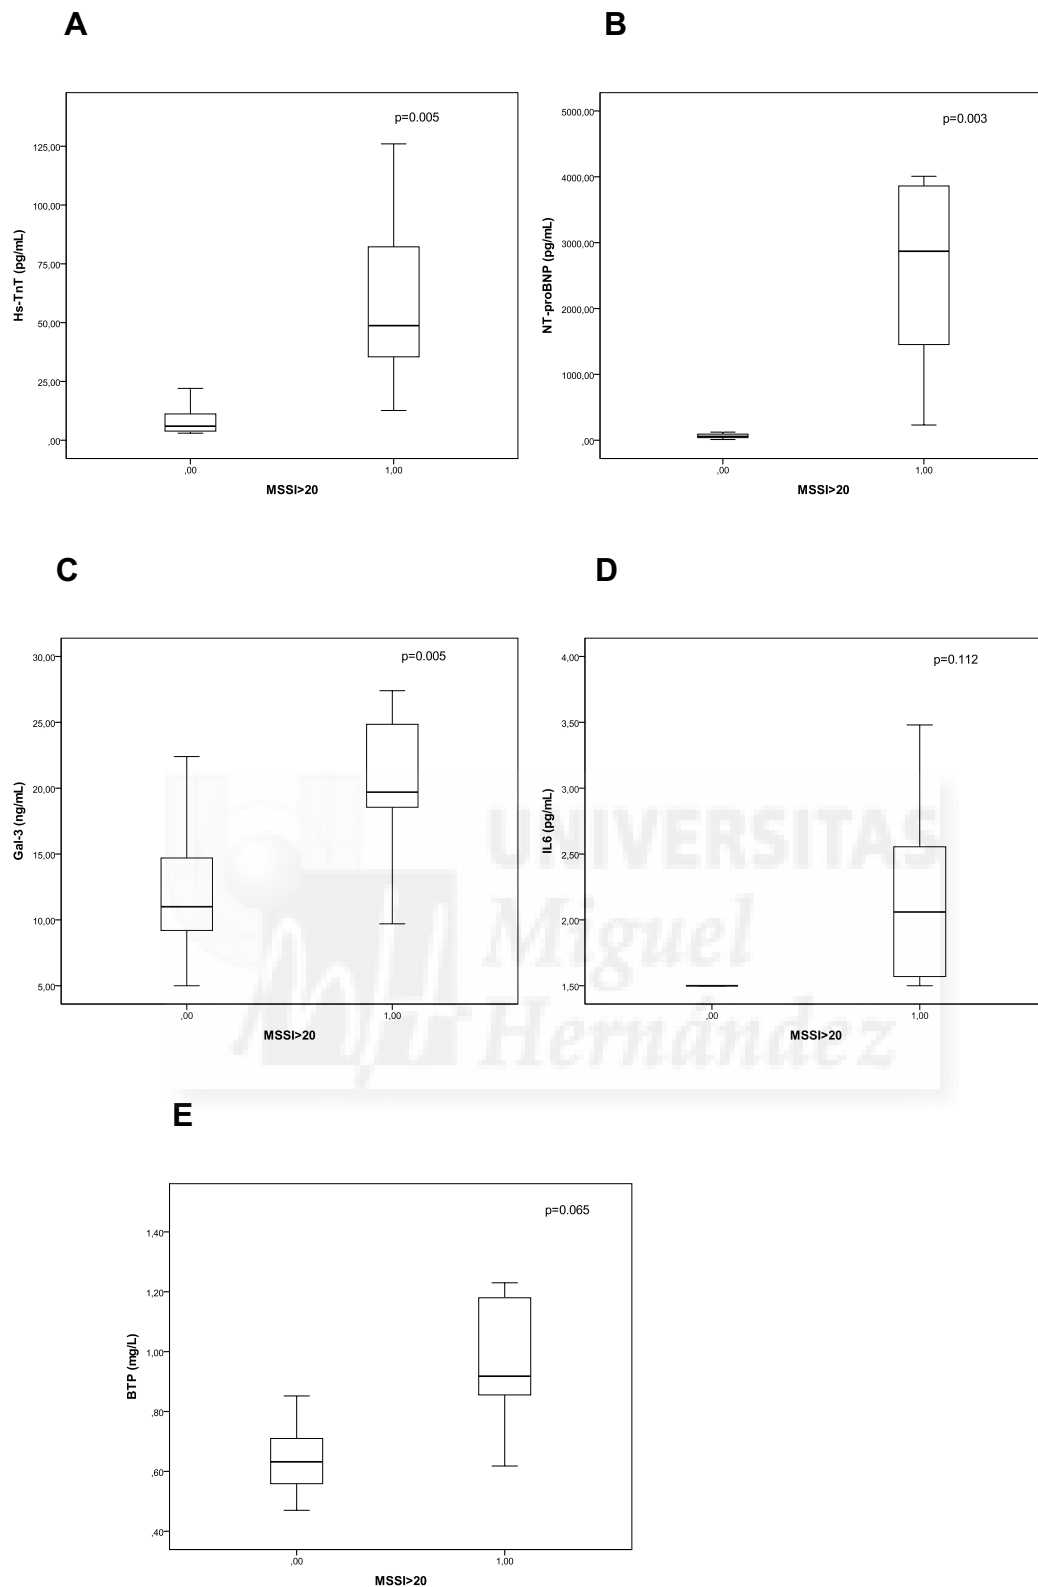 A
B
p=0.005
125,00
100,00
75,00
50,00
25,00
,00
Hs-TnT (pg/mL)
,00
1,00
MSSI>20
p=0.003
5000,00
4000,00
3000,00
2000,00
1000,00
,00
NT-proBNP (pg/mL)
,00
1,00
MSSI>20
C
D
p=0.005
30,00
25,00
20,00
15,00
10,00
5,00
Gal-3 (ng/mL)
,00
1,00
MSSI>20
p=0.112
4,00
3,50
3,00
2,50
2,00
1,50
IL6 (pg/mL)
,00
1,00
MSSI>20
UNIVERSITAS
Miguel
Hernández
E
p=0.065
1,40
1,20
1,00
,80
,60
,40
BTP (mg/L)
,00
1,00
MSSI>20